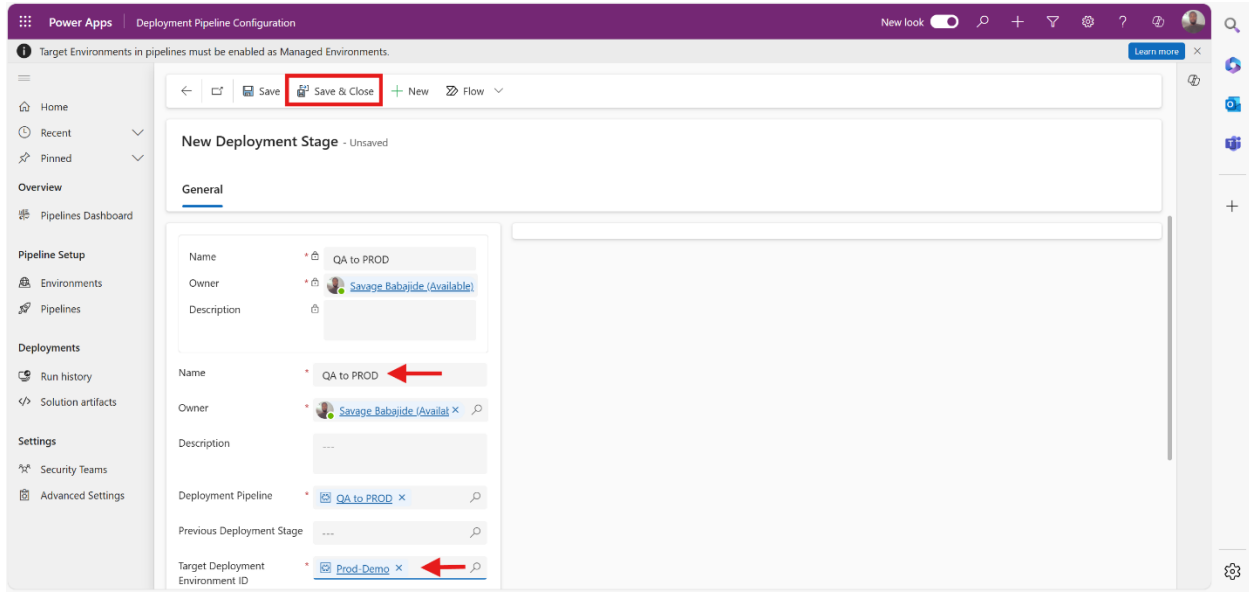 Power Apps Deployment Pipeline Configuration New look
Target Environments in pipelines must be enabled as Managed Environments. Learn more
Save Save & Close New Flow
Home
Recent
Pinned
Overview
Pipelines Dashboard
Pipeline Setup
Environments
Pipelines
Deployments
Run history
Solution artifacts
Settings
Security Teams
Advanced Settings
New Deployment Stage - Unsaved
General
Name * QA to PROD
Owner * Savage Babajide (Available)
Description
Name * QA to PROD
Owner * Savage Babajide (Availal
Description ---
Deployment Pipeline * QA to PROD
Previous Deployment Stage ---
Target Deployment * Prod-Demo
Environment ID